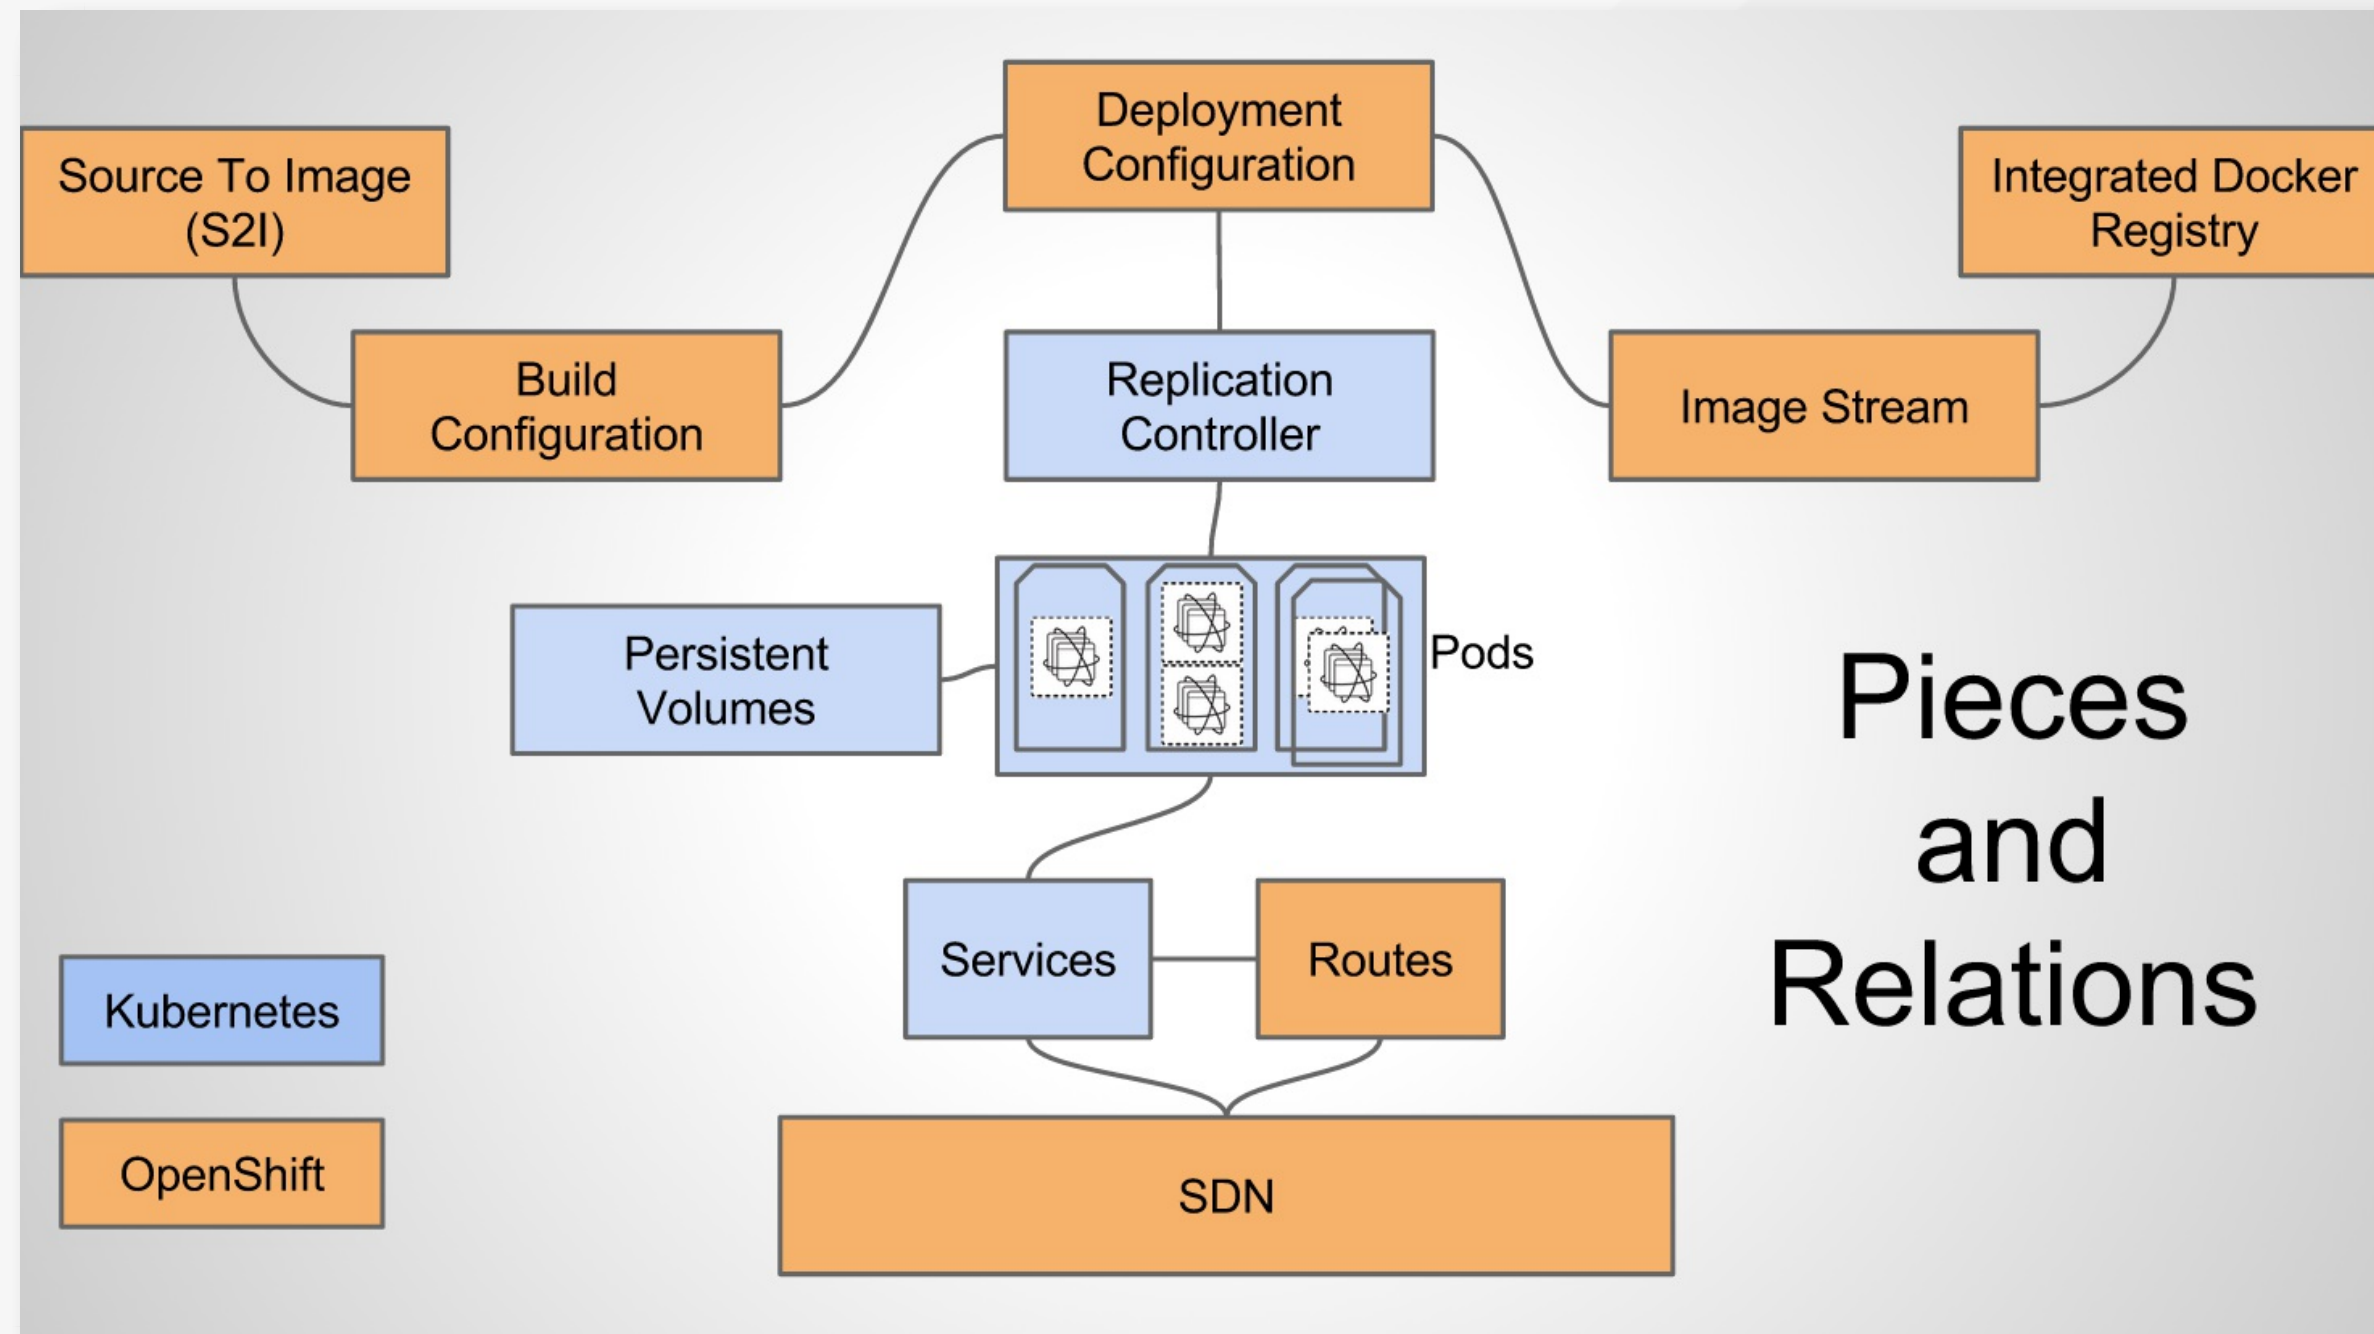 Deployment
Configuration
Source To Image
(S2I)
Integrated Docker
Registry
Build
Configuration
Replication
Controller
Image Stream
Persistent
Volumes
Pods
Pieces
and
Relations
Services
Routes
Kubernetes
OpenShift
SDN